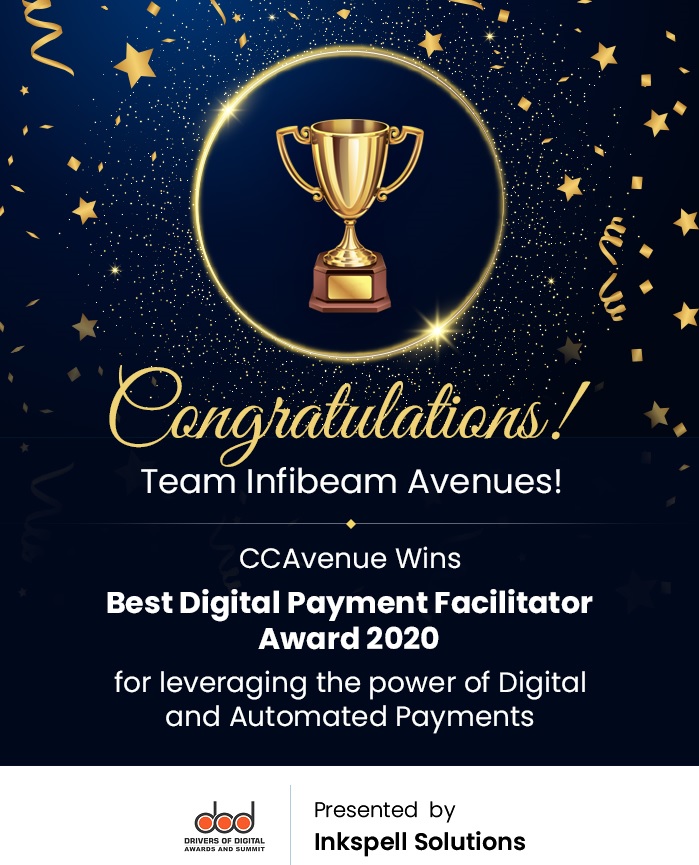 Congratulations!
Team Infibeam Avenues!
CCAvenue Wins
Best Digital Payment Facilitator
Award 2020
for leveraging the power of Digital
and Automated Payments
dod
DRIVERS OF DIGITAL
AWARDS AND SUMMIT
Presented by
Inkspell Solutions